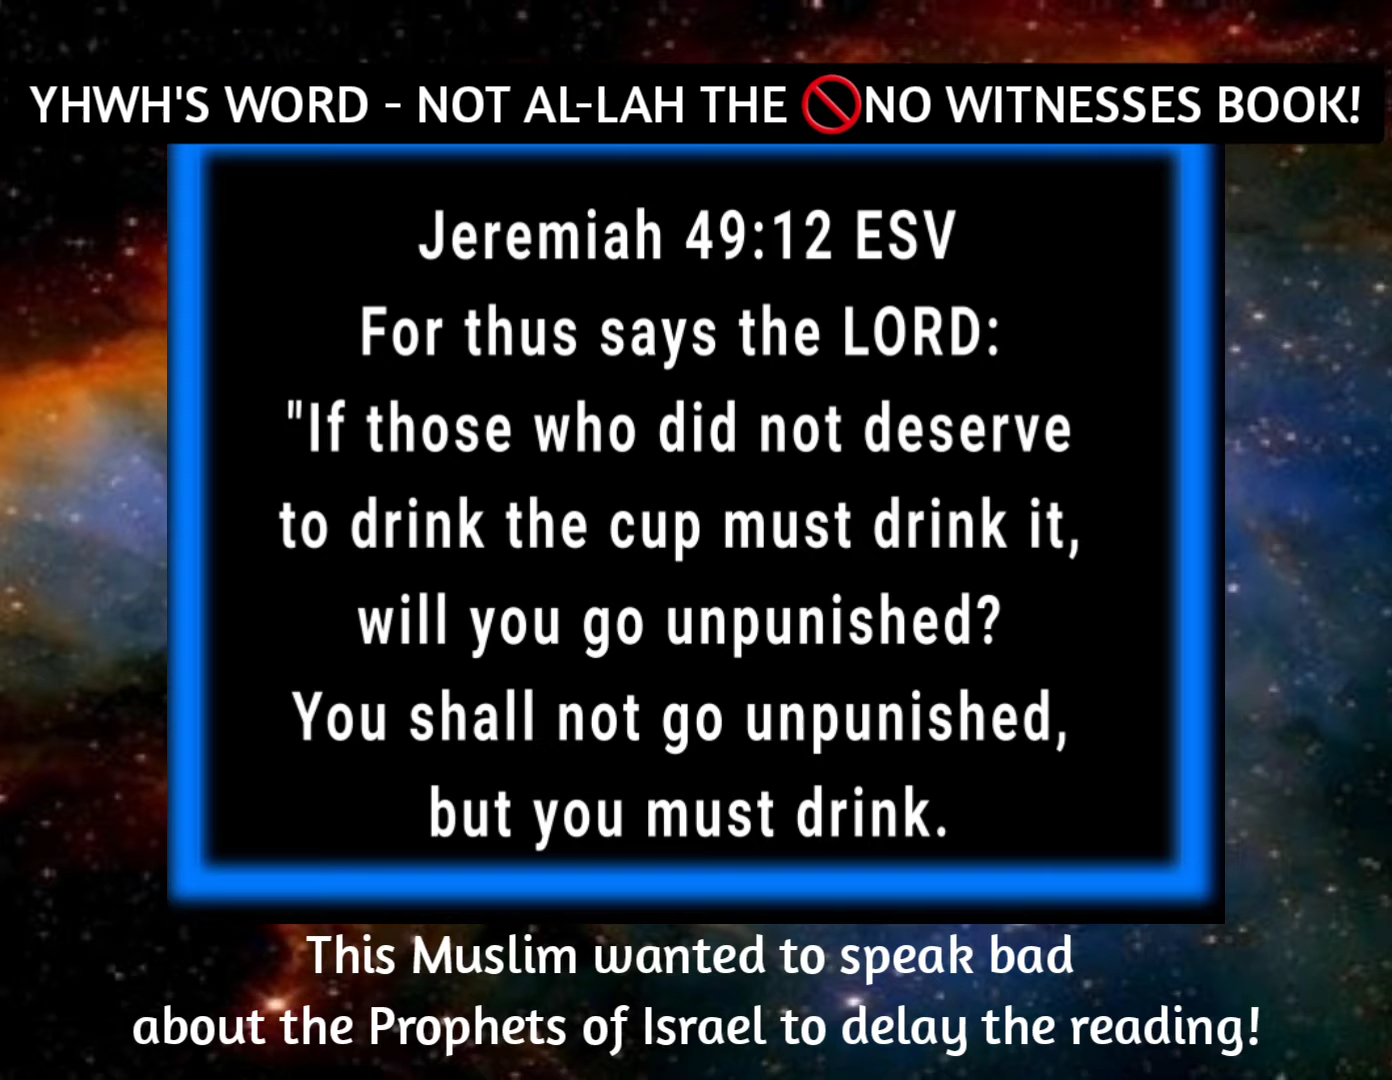 YHWH'S WORD - NOT AL-LAH THE 🚫NO WITNESSES BOOK!
Jeremiah 49:12 ESV
For thus says the LORD:
"If those who did not deserve
to drink the cup must drink it,
will you go unpunished?
You shall not go unpunished,
but you must drink.
This Muslim wanted to speak bad
about the Prophets of Israel to delay the reading!